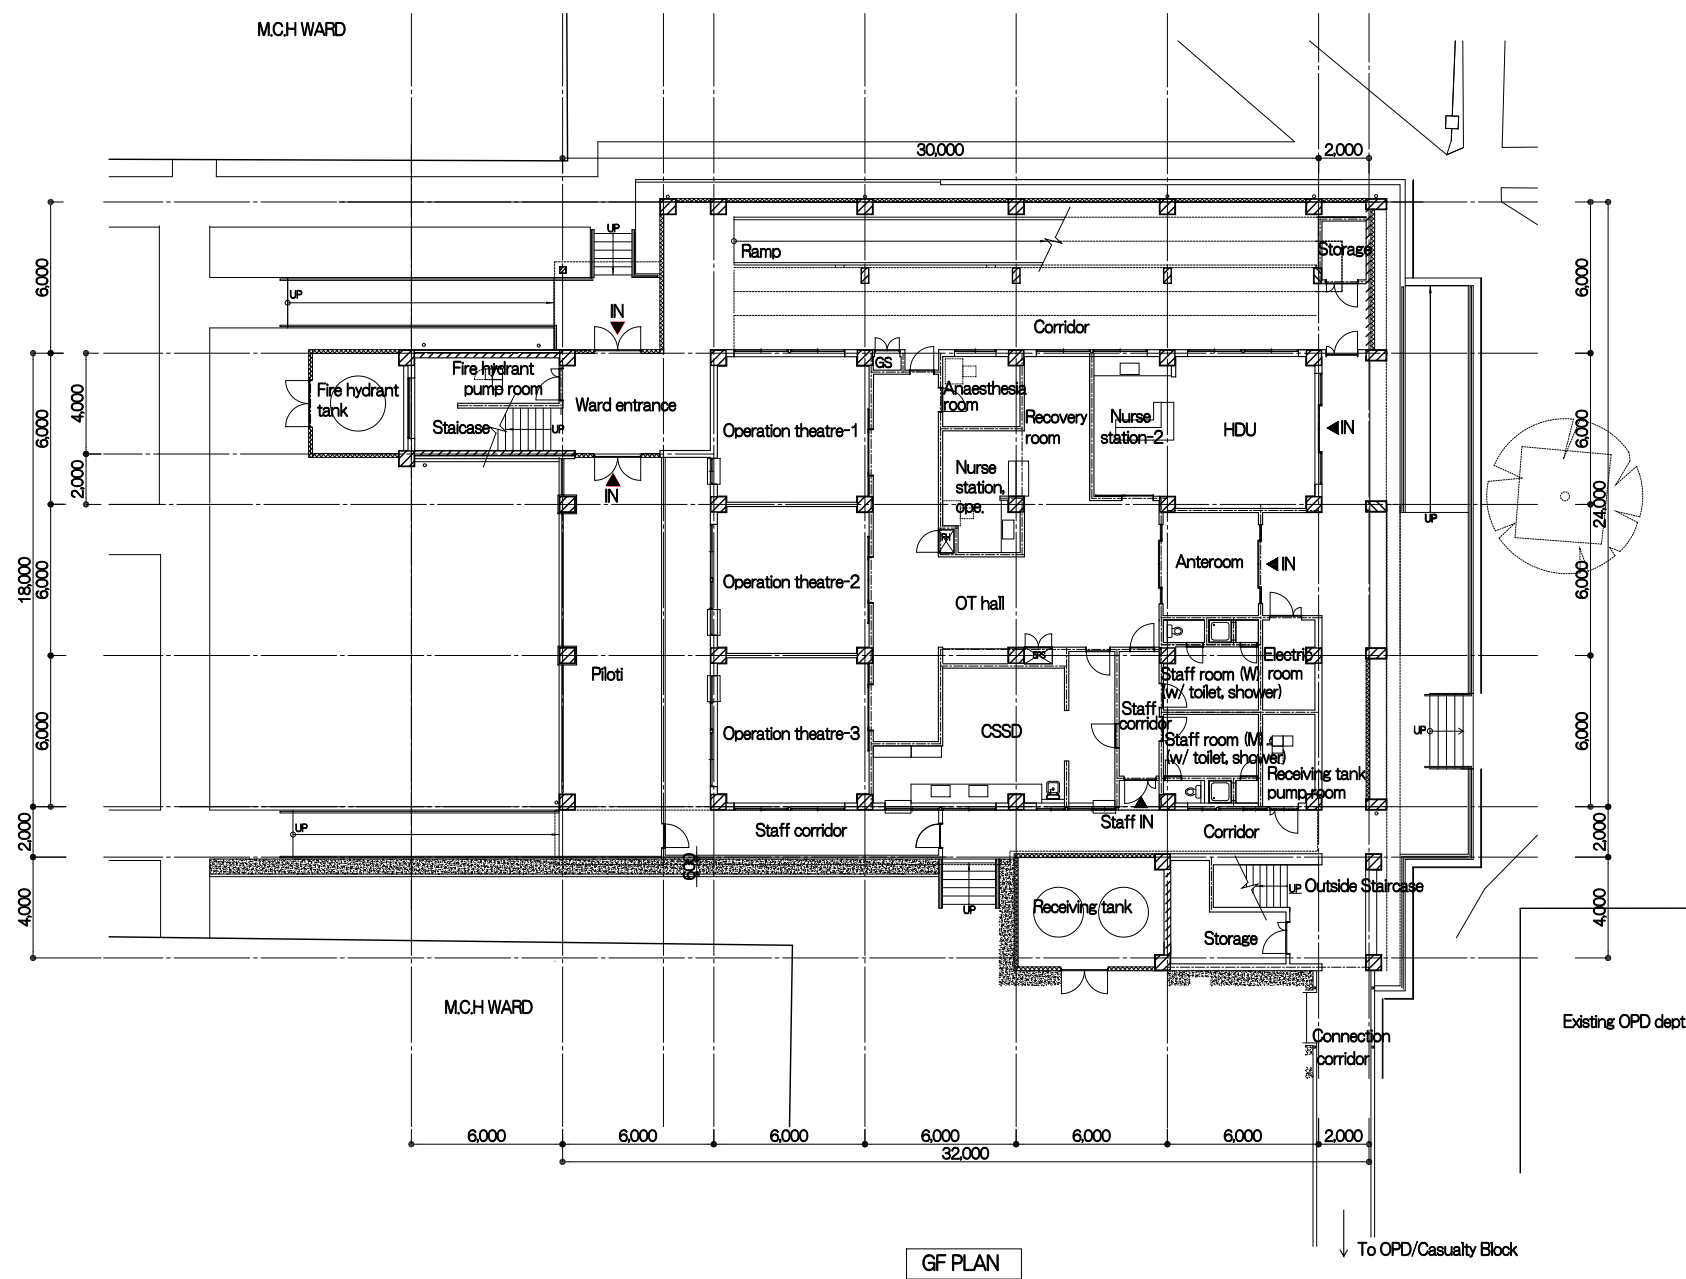 M.C.H WARD
30,000
2,000
UP
Ramp
Storage
6,000
6,000
UP
IN
Corridor
GS
Fire hydrant
tank
Fire hydrant
pump room
Staicase
UP
Ward entrance
Operation theatre-1
Anaesthesia
room
Recovery
room
Nurse
station-2
HDU
IN
4,000
6,000
2,000
6,000
24,000
IN
Nurse
station,
ope.
UP
18,000
6,000
Operation theatre-2
OT hall
Anteroom
IN
6,000
Piloti
Electric
room
Staff room (W)
(w/ toilet, shower)
Staff
corridor
6,000
Operation theatre-3
CSSD
Staff room (M)
(w/ toilet, shower)
Receiving tank
pump room
UP
6,000
UP
Staff corridor
Staff IN
Corridor
2,000
2,000
600
UP
Receiving tank
UP
Outside Staircase
Storage
4,000
4,000
M.C.H WARD
Existing OPD dept
Connection
corridor
6,000
6,000
6,000
6,000
6,000
6,000
2,000
32,000
To OPD/Casualty Block
GF PLAN